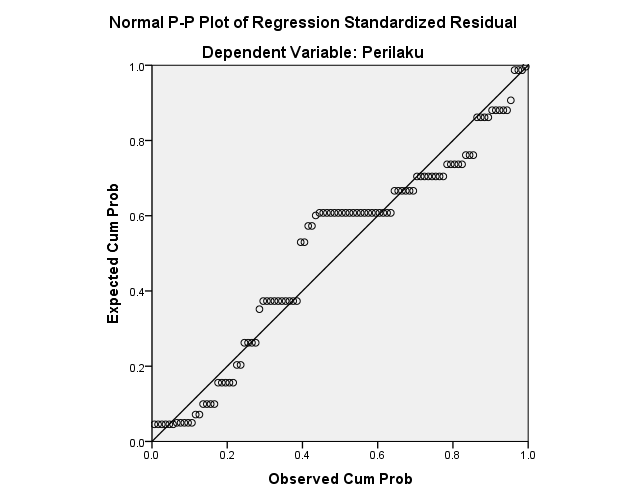 Normal P-P Plot of Regression Standardized Residual
Dependent Variable: Perilaku
1.0
0.8
0.6
0.4
0.2
0.0
0.0 0.2 0.4 0.6 0.8 1.0
Expected Cum Prob
Observed Cum Prob